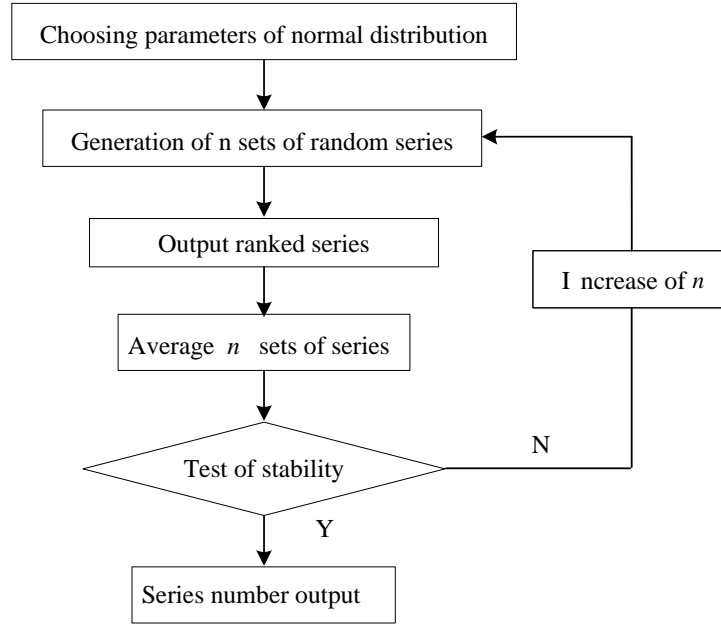 Choosing parameters of normal distribution
Generation of n sets of random series
Output ranked series
I ncrease of n
Average n sets of series
Test of stability
N
Y
Series number output